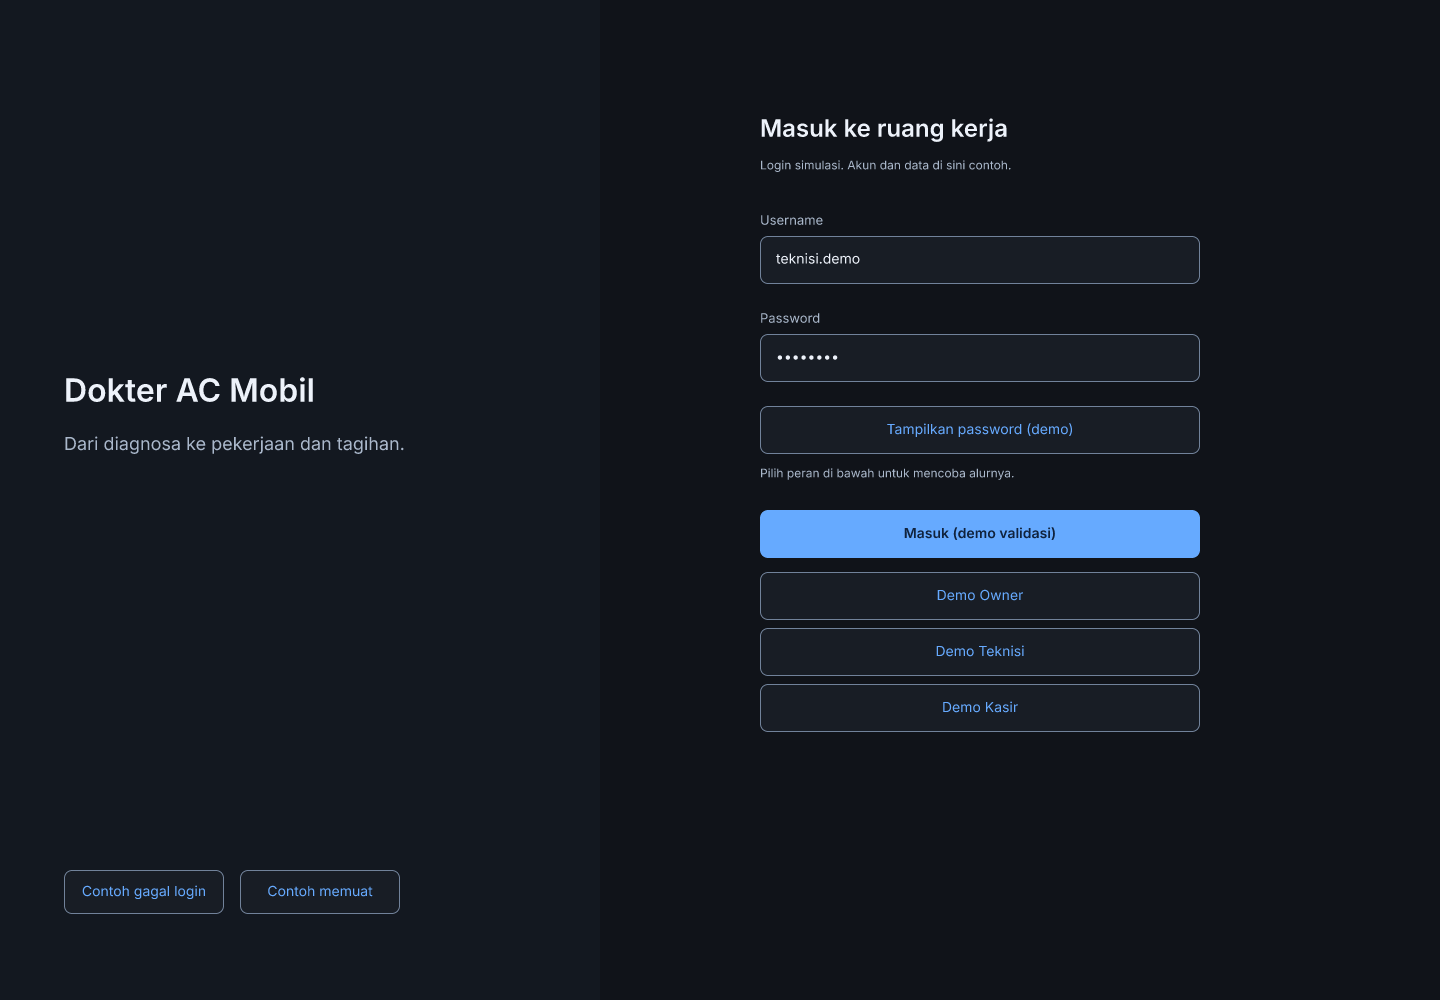 Dokter AC Mobil
Dari diagnosa ke pekerjaan dan tagihan.
Contoh gagal login
Contoh memuat
Masuk ke ruang kerja
Login simulasi. Akun dan data di sini contoh.
Username
teknisi.demo
Password
••••••••
Tampilkan password (demo)
Pilih peran di bawah untuk mencoba alurnya.
Masuk (demo validasi)
Demo Owner
Demo Teknisi
Demo Kasir